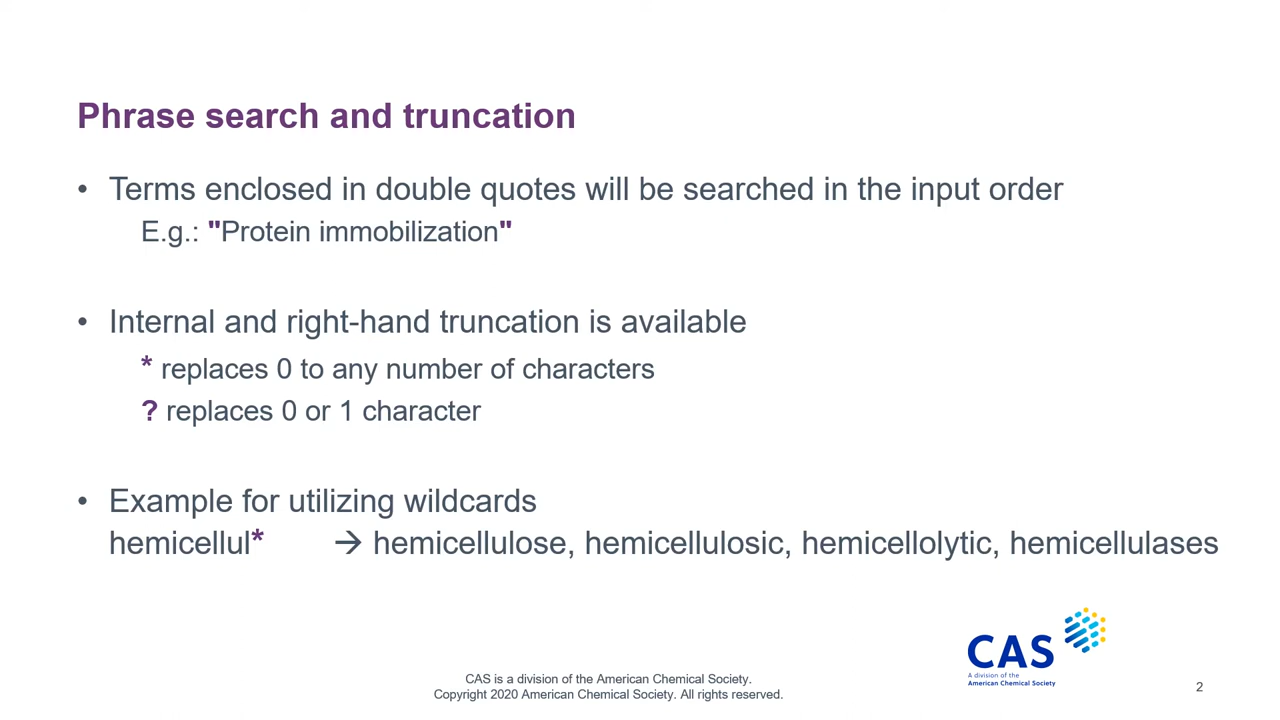 Phrase search and truncation
• Terms enclosed in double quotes will be searched in the input order
E.g.: "Protein immobilization"
• Internal and right-hand truncation is available
* replaces 0 to any number of characters
? replaces 0 or 1 character
• Example for utilizing wildcards
hemicellul* → hemicellulose, hemicellulosic, hemicellolytic, hemicellulases
CAS
A division of the
American Chemical Society
CAS is a division of the American Chemical Society.
Copyright 2020 American Chemical Society. All rights reserved.
2